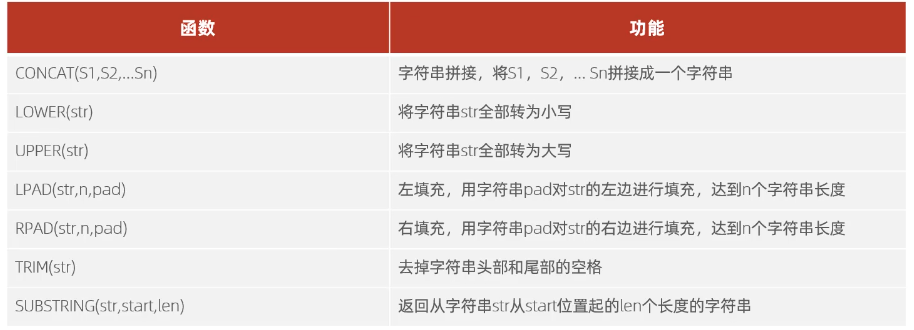 函数 功能
CONCAT(S1,S2,...Sn) 字符串拼接，将S1，S2，... Sn拼接成一个字符串
LOWER(str) 将字符串str全部转为小写
UPPER(str) 将字符串str全部转为大写
LPAD(str,n,pad) 左填充，用字符串pad对str的左边进行填充，达到n个字符串长度
RPAD(str,n,pad) 右填充，用字符串pad对str的右边进行填充，达到n个字符串长度
TRIM(str) 去掉字符串头部和尾部的空格
SUBSTRING(str,start,len) 返回从字符串str从start位置起的len个长度的字符串